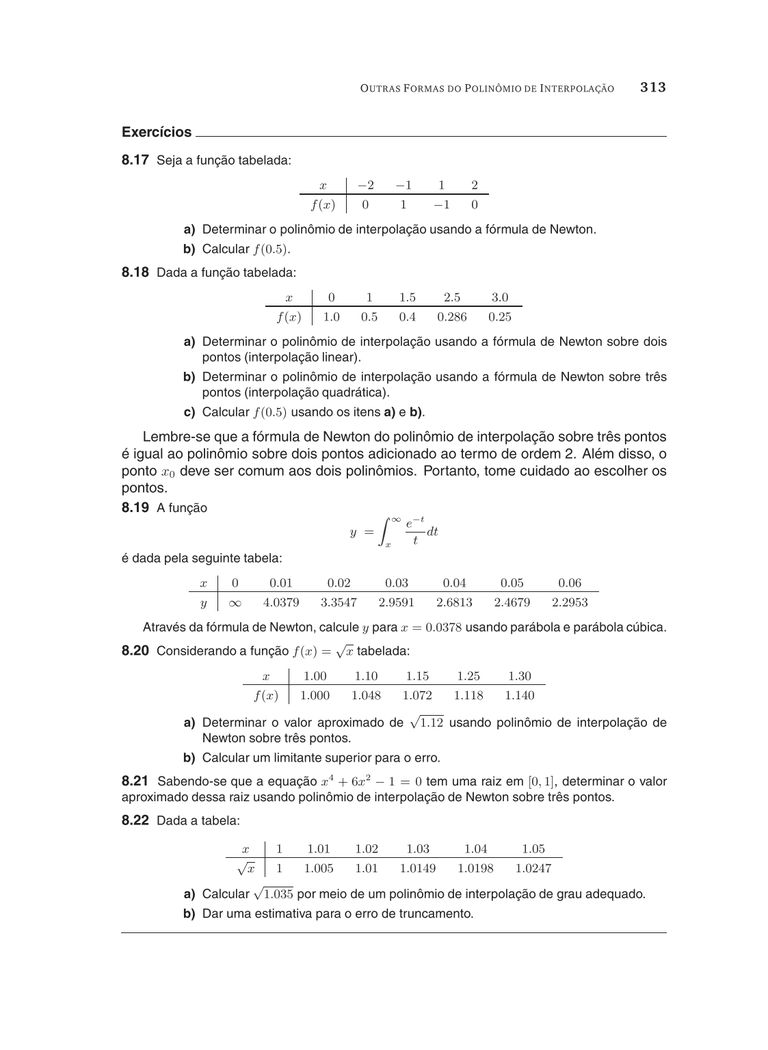 OUTRAS FORMAS DO POLINÔMIO DE INTERPOLAÇÃO 313
Exercícios
8.17 Seja a função tabelada:
x −2 −1 1 2
f(x) 0 1 −1 0
a) Determinar o polinômio de interpolação usando a fórmula de Newton.
b) Calcular f(0.5).
8.18 Dada a função tabelada:
x 0 1 1.5 2.5 3.0
f(x) 1.0 0.5 0.4 0.286 0.25
a) Determinar o polinômio de interpolação usando a fórmula de Newton sobre dois
pontos (interpolação linear).
b) Determinar o polinômio de interpolação usando a fórmula de Newton sobre três
pontos (interpolação quadrática).
c) Calcular f(0.5) usando os itens a) e b).
Lembre-se que a fórmula de Newton do polinômio de interpolação sobre três pontos
é igual ao polinômio sobre dois pontos adicionado ao termo de ordem 2. Além disso, o
ponto x₀ deve ser comum aos dois polinômios. Portanto, tome cuidado ao escolher os
pontos.
8.19 A função
y = ∫ₓ^∞ e^{−t}/t dt
é dada pela seguinte tabela:
x 0 0.01 0.02 0.03 0.04 0.05 0.06
y ∞ 4.0379 3.3547 2.9591 2.6813 2.4679 2.2953
Através da fórmula de Newton, calcule y para x = 0.0378 usando parábola e parábola cúbica.
8.20 Considerando a função f(x) = √x tabelada:
x 1.00 1.10 1.15 1.25 1.30
f(x) 1.000 1.048 1.072 1.118 1.140
a) Determinar o valor aproximado de √1.12 usando polinômio de interpolação de
Newton sobre três pontos.
b) Calcular um limitante superior para o erro.
8.21 Sabendo-se que a equação x⁴ + 6x² − 1 = 0 tem uma raiz em [0, 1], determinar o valor
aproximado dessa raiz usando polinômio de interpolação de Newton sobre três pontos.
8.22 Dada a tabela:
x 1 1.01 1.02 1.03 1.04 1.05
√x 1 1.005 1.01 1.0149 1.0198 1.0247
a) Calcular √1.035 por meio de um polinômio de interpolação de grau adequado.
b) Dar uma estimativa para o erro de truncamento.